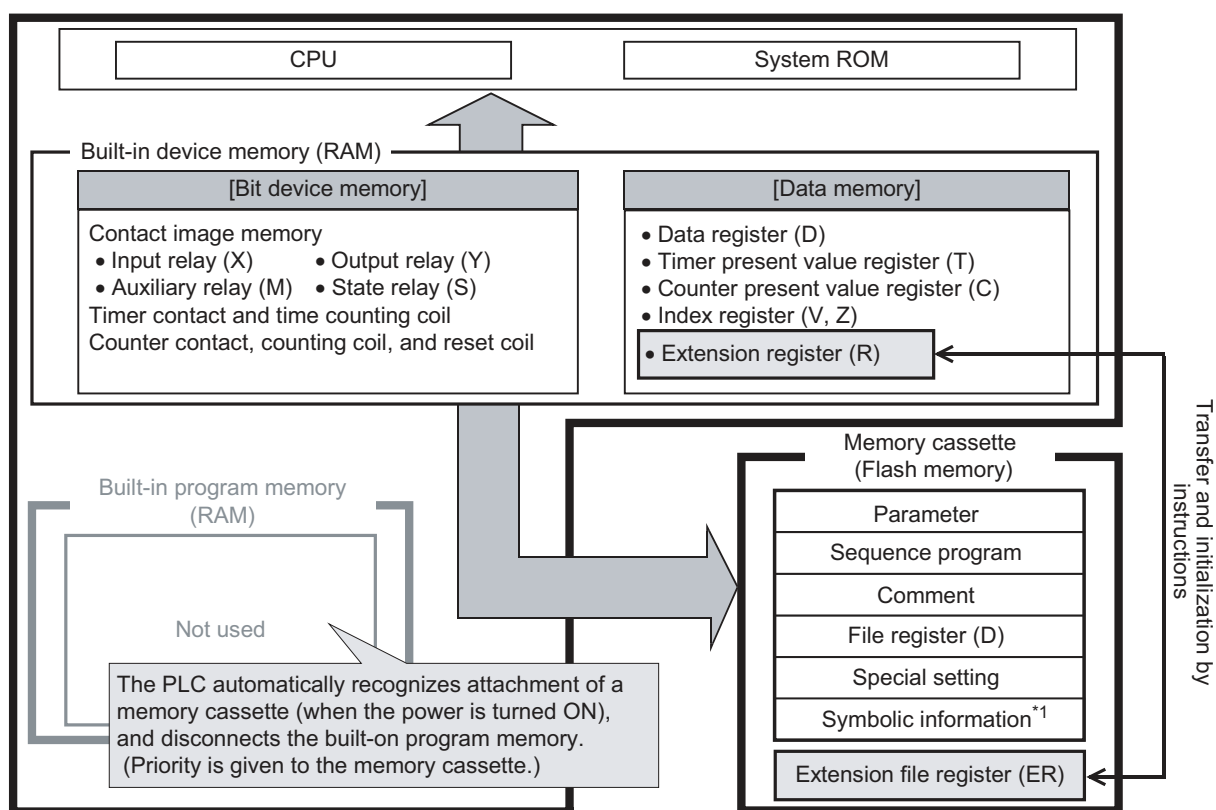 CPU
System ROM
Built-in device memory (RAM)
[Bit device memory]
Contact image memory
• Input relay (X) • Output relay (Y)
• Auxiliary relay (M) • State relay (S)
Timer contact and time counting coil
Counter contact, counting coil, and reset coil
[Data memory]
• Data register (D)
• Timer present value register (T)
• Counter present value register (C)
• Index register (V, Z)
• Extension register (R)
Transfer and initialization by
instructions
Built-in program memory
(RAM)
Not used
The PLC automatically recognizes attachment of a
memory cassette (when the power is turned ON),
and disconnects the built-on program memory.
(Priority is given to the memory cassette.)
Memory cassette
(Flash memory)
Parameter
Sequence program
Comment
File register (D)
Special setting
Symbolic information*1
Extension file register (ER)